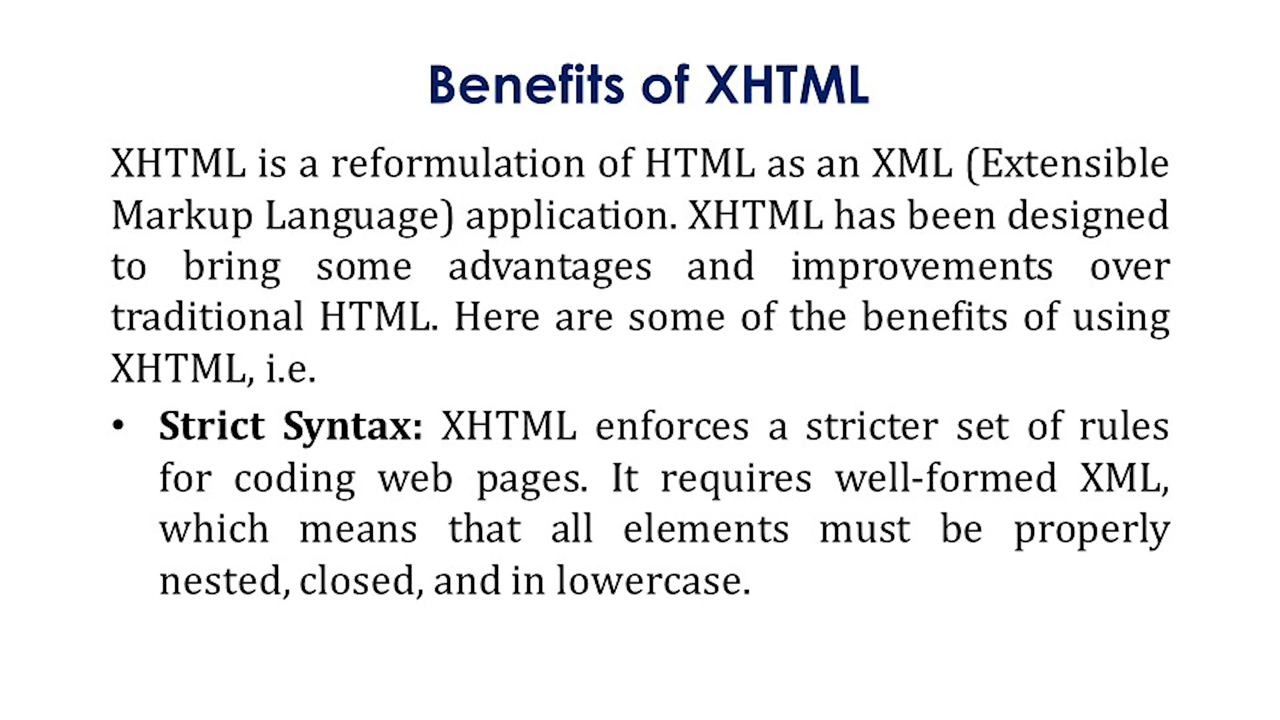 Benefits of XHTML
XHTML is a reformulation of HTML as an XML (Extensible
Markup Language) application. XHTML has been designed
to bring some advantages and improvements over
traditional HTML. Here are some of the benefits of using
XHTML, i.e.
• Strict Syntax: XHTML enforces a stricter set of rules
for coding web pages. It requires well-formed XML,
which means that all elements must be properly
nested, closed, and in lowercase.